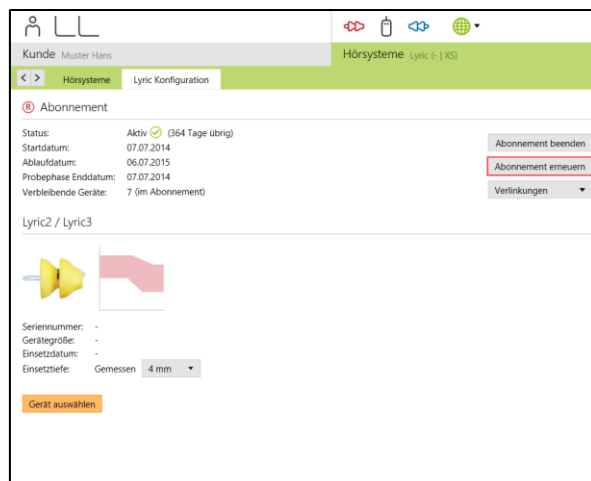 Kunde Muster Hans
Hörsysteme Lyric (- | XS)
< > Hörsysteme Lyric Konfiguration
R Abonnement
Status: Aktiv (364 Tage übrig)
Startdatum: 07.07.2014
Ablaufdatum: 06.07.2015
Probephase Enddatum: 07.07.2014
Verbleibende Geräte: 7 (im Abonnement)
Abonnement beenden
Abonnement erneuern
Verlinkungen
Lyric2 / Lyric3
Seriennummer: -
Gerätegröße: -
Einsetzdatum: -
Einsetztiefe: Gemessen 4 mm
Gerät auswählen